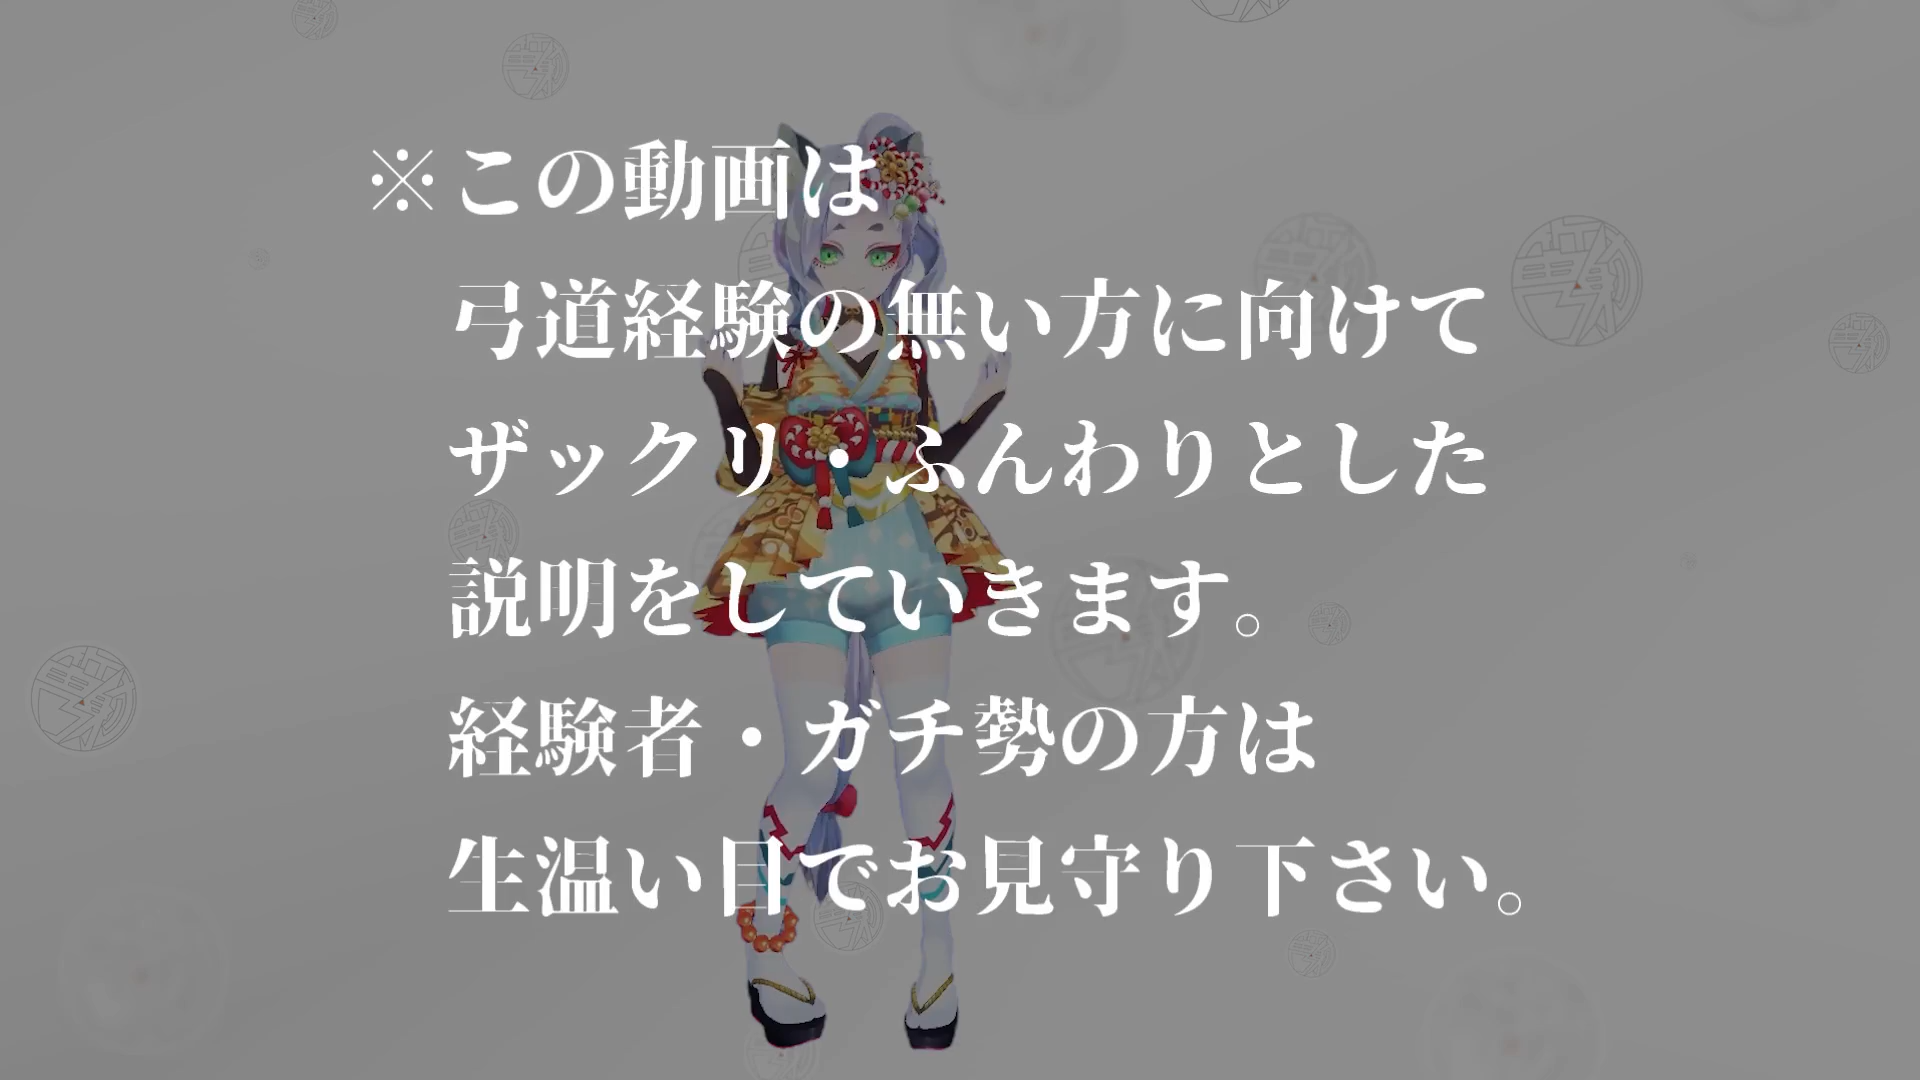 ※この動画は
弓道経験の無い方に向けて
ザックリ・ふんわりとした
説明をしていきます。
経験者・ガチ勢の方は
生温い目でお見守り下さい。